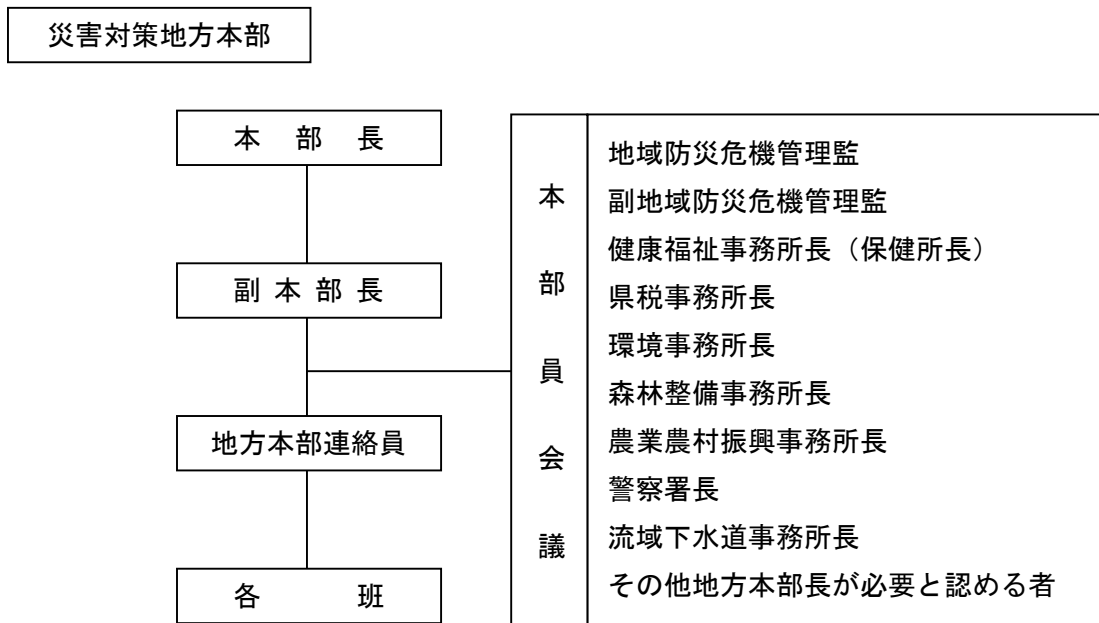 災害対策地方本部
本部長
副本部長
地方本部連絡員
各班
本部員会議
地域防災危機管理監
副地域防災危機管理監
健康福祉事務所長（保健所長）
県税事務所長
環境事務所長
森林整備事務所長
農業農村振興事務所長
警察署長
流域下水道事務所長
その他地方本部長が必要と認める者